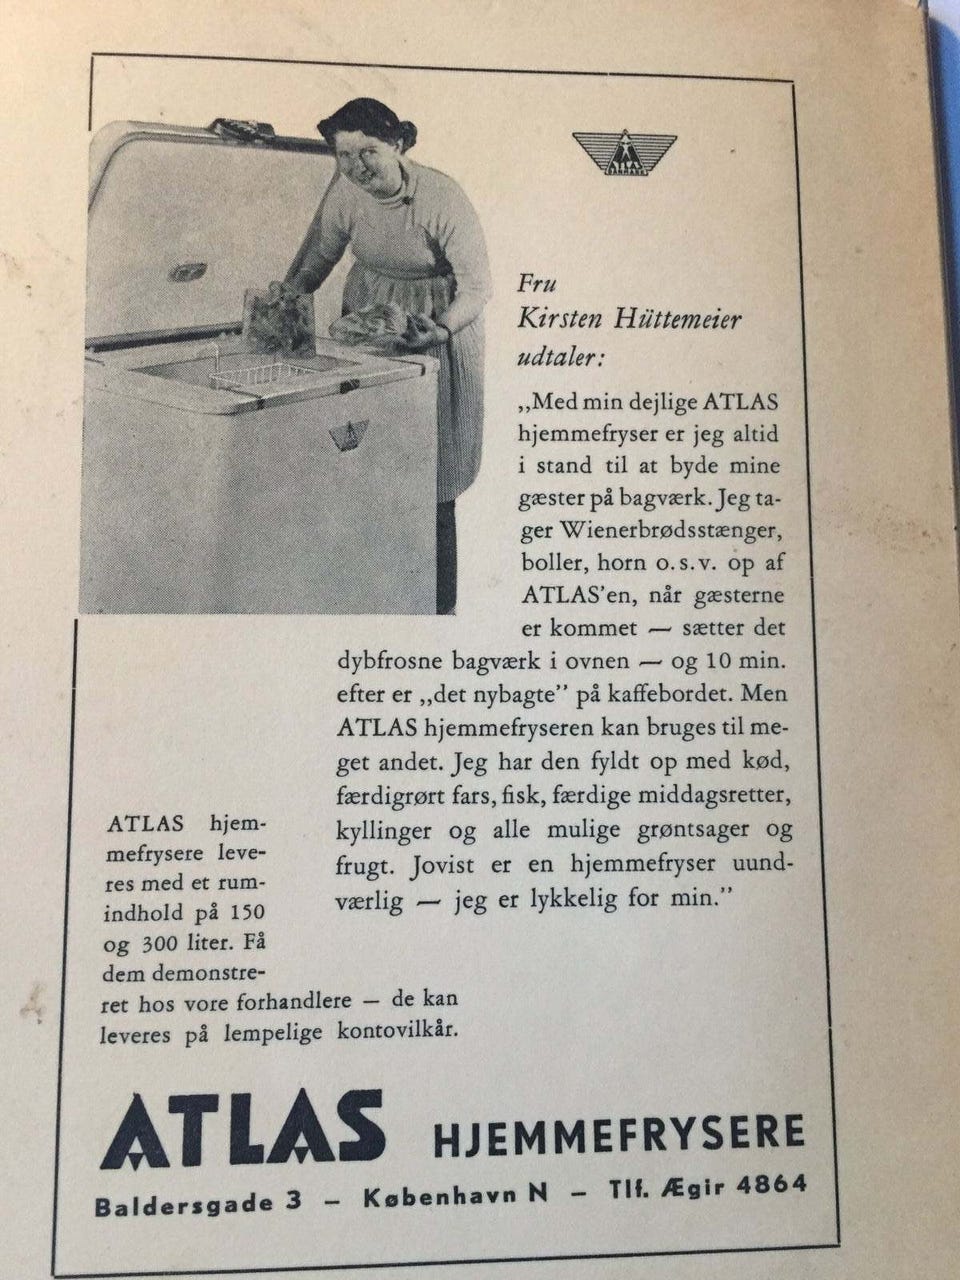 ATLAS
DANMARK
Fru
Kirsten Hüttemeier
udtaler:
„Med min dejlige ATLAS
hjemmefryser er jeg altid
i stand til at byde mine
gæster på bagværk. Jeg ta-
ger Wienerbrødsstænger,
boller, horn o.s.v. op af
ATLAS'en, når gæsterne
er kommet — sætter det
dybfrosne bagværk i ovnen — og 10 min.
efter er „det nybagte” på kaffebordet. Men
ATLAS hjemmefryseren kan bruges til me-
get andet. Jeg har den fyldt op med kød,
færdigrørt fars, fisk, færdige middagsretter,
kyllinger og alle mulige grøntsager og
frugt. Jovist er en hjemmefryser uund-
værlig — jeg er lykkelig for min.”
ATLAS hjem-
mefrysere leve-
res med et rum-
indhold på 150
og 300 liter. Få
dem demonstre-
ret hos vore forhandlere — de kan
leveres på lempelige kontovilkår.
ATLAS HJEMMEFRYSERE
Baldersgade 3 — København N — Tlf. Ægir 4864